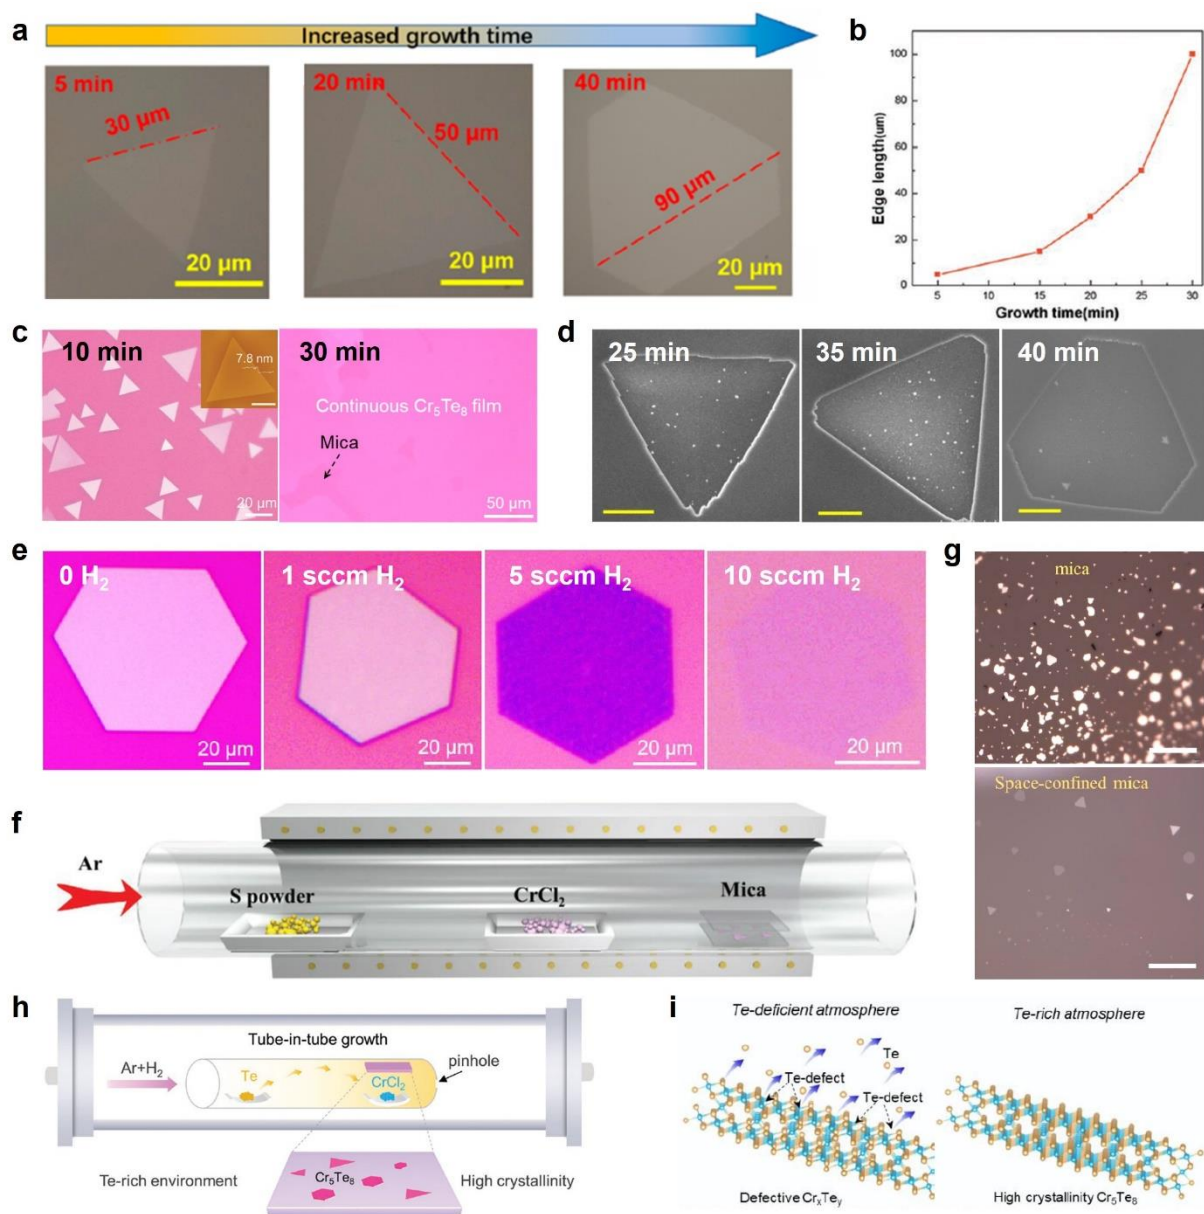 a
Increased growth time
5 min
30 μm
20 μm
20 min
50 μm
20 μm
40 min
90 μm
20 μm
b
100
80
60
40
20
0
Edge length(um)
5
10
15
20
25
30
Growth time(min)
c
10 min
7.8 nm
20 μm
30 min
Continuous Cr₅Te₈ film
Mica
50 μm
d
25 min
35 min
40 min
e
0 H₂
20 μm
1 sccm H₂
20 μm
5 sccm H₂
20 μm
10 sccm H₂
20 μm
g
mica
Space-confined mica
f
Ar
S powder
CrCl₂
Mica
h
Tube-in-tube growth
Ar+H₂
Te
CrCl₂
pinhole
Te-rich environment
Cr₅Te₈
High crystallinity
i
Te-deficient atmosphere
Te
Te-defect
Te-defect
Defective CrₓTeᵧ
Te-rich atmosphere
High crystallinity Cr₅Te₈